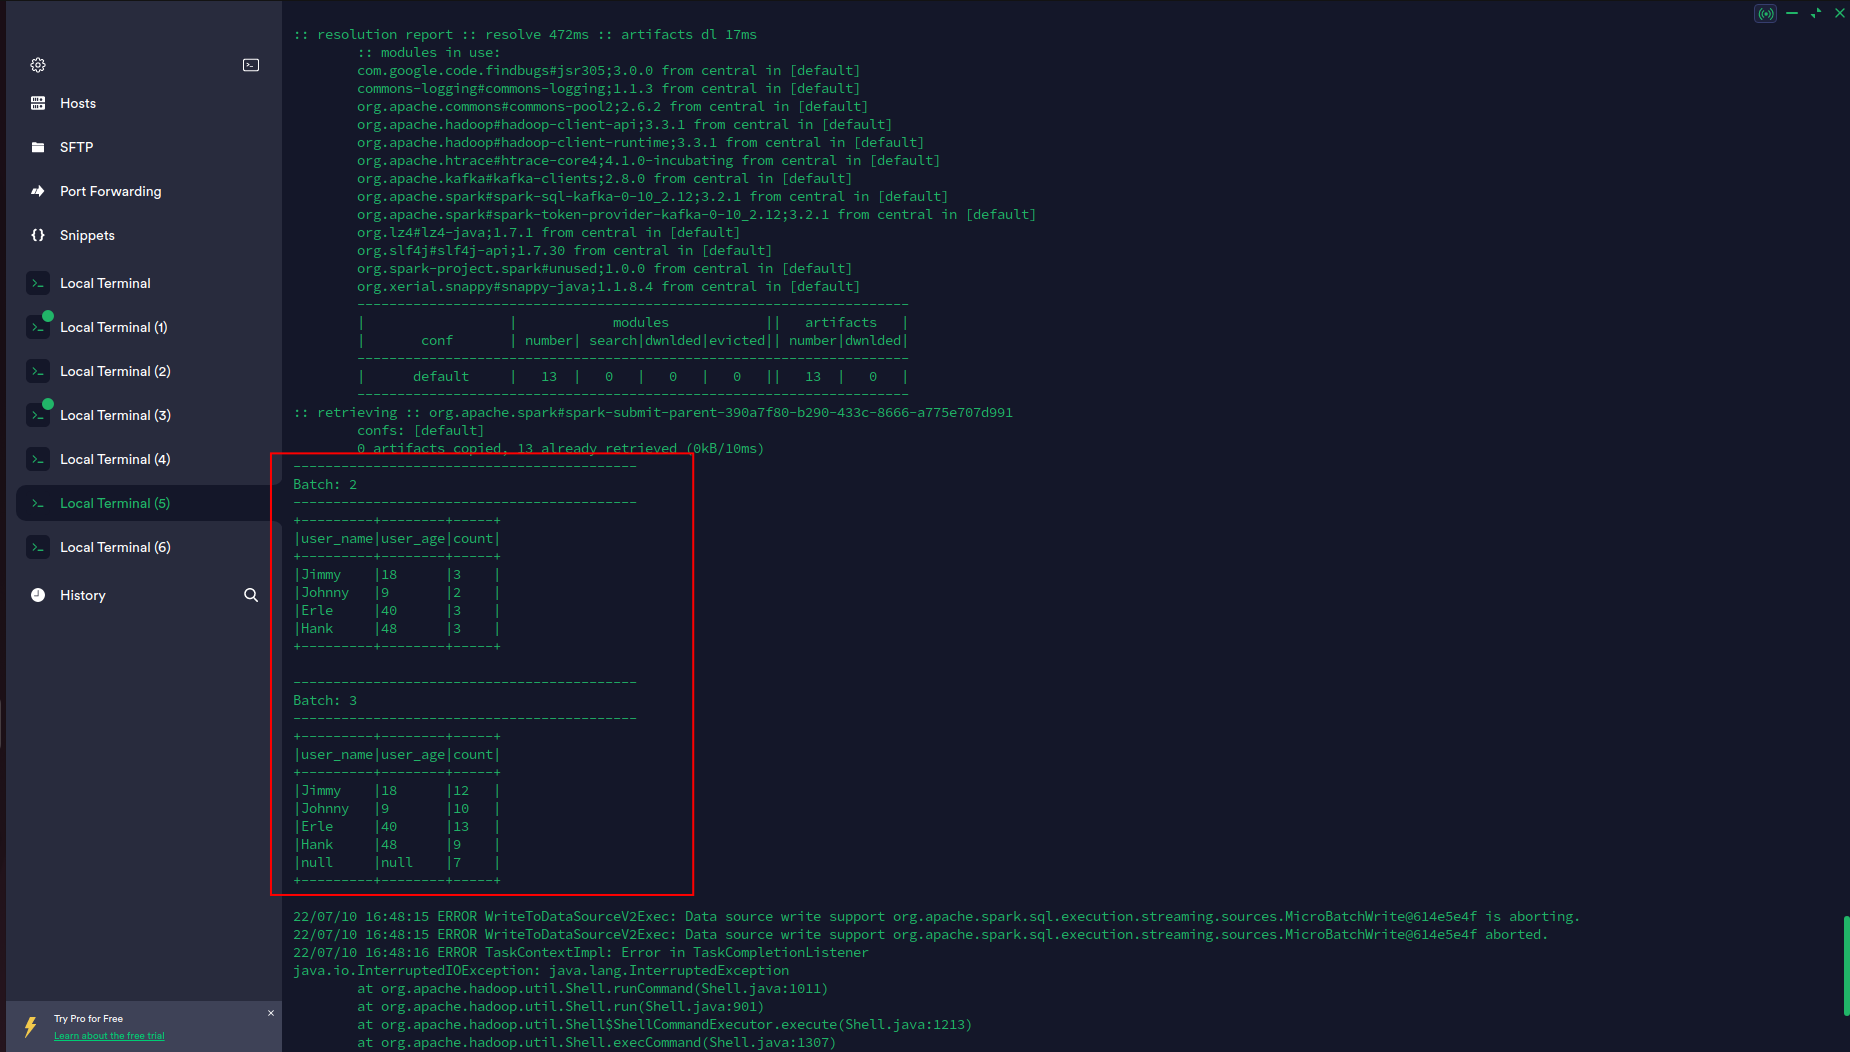 Hosts
SFTP
Port Forwarding
Snippets
Local Terminal
Local Terminal (1)
Local Terminal (2)
Local Terminal (3)
Local Terminal (4)
Local Terminal (5)
Local Terminal (6)
History
Try Pro for Free
Learn about the free trial
:: resolution report :: resolve 472ms :: artifacts dl 17ms
:: modules in use:
com.google.code.findbugs#jsr305;3.0.0 from central in [default]
commons-logging#commons-logging;1.1.3 from central in [default]
org.apache.commons#commons-pool2;2.6.2 from central in [default]
org.apache.hadoop#hadoop-client-api;3.3.1 from central in [default]
org.apache.hadoop#hadoop-client-runtime;3.3.1 from central in [default]
org.apache.htrace#htrace-core4;4.1.0-incubating from central in [default]
org.apache.kafka#kafka-clients;2.8.0 from central in [default]
org.apache.spark#spark-sql-kafka-0-10_2.12;3.2.1 from central in [default]
org.apache.spark#spark-token-provider-kafka-0-10_2.12;3.2.1 from central in [default]
org.lz4#lz4-java;1.7.1 from central in [default]
org.slf4j#slf4j-api;1.7.30 from central in [default]
org.spark-project.spark#unused;1.0.0 from central in [default]
org.xerial.snappy#snappy-java;1.1.8.4 from central in [default]
---------------------------------------------------------------------
|                  |            modules            ||   artifacts   |
|       conf       | number| search|dwnlded|evicted|| number|dwnlded|
---------------------------------------------------------------------
|      default     |   13  |   0   |   0   |   0   ||   13  |   0   |
---------------------------------------------------------------------
:: retrieving :: org.apache.spark#spark-submit-parent-390a7f80-b290-433c-8666-a775e707d991
confs: [default]
0 artifacts copied, 13 already retrieved (0kB/10ms)
-------------------------------------------
Batch: 2
-------------------------------------------
+---------+--------+-----+
|user_name|user_age|count|
+---------+--------+-----+
|Jimmy    |18      |3    |
|Johnny   |9       |2    |
|Erle     |40      |3    |
|Hank     |48      |3    |
+---------+--------+-----+
-------------------------------------------
Batch: 3
-------------------------------------------
+---------+--------+-----+
|user_name|user_age|count|
+---------+--------+-----+
|Jimmy    |18      |12   |
|Johnny   |9       |10   |
|Erle     |40      |13   |
|Hank     |48      |9    |
|null     |null    |7    |
+---------+--------+-----+
22/07/10 16:48:15 ERROR WriteToDataSourceV2Exec: Data source write support org.apache.spark.sql.execution.streaming.sources.MicroBatchWrite@614e5e4f is aborting.
22/07/10 16:48:15 ERROR WriteToDataSourceV2Exec: Data source write support org.apache.spark.sql.execution.streaming.sources.MicroBatchWrite@614e5e4f aborted.
22/07/10 16:48:16 ERROR TaskContextImpl: Error in TaskCompletionListener
java.io.InterruptedIOException: java.lang.InterruptedException
at org.apache.hadoop.util.Shell.runCommand(Shell.java:1011)
at org.apache.hadoop.util.Shell.run(Shell.java:901)
at org.apache.hadoop.util.Shell$ShellCommandExecutor.execute(Shell.java:1213)
at org.apache.hadoop.util.Shell.execCommand(Shell.java:1307)